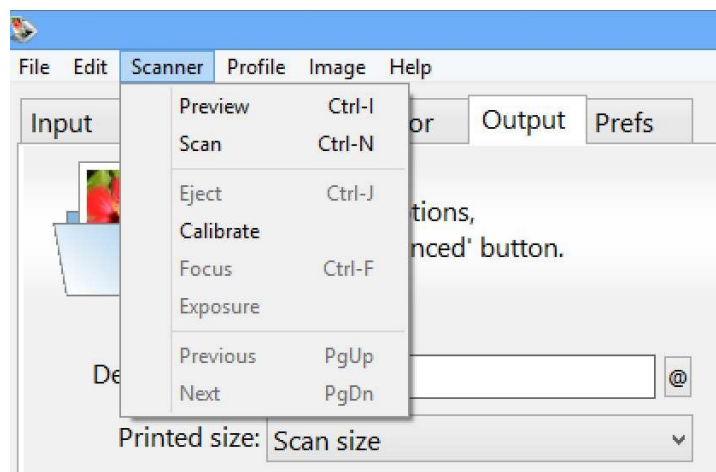 File Edit Scanner Profile Image Help
Input or Output Prefs
Preview Ctrl-I
Scan Ctrl-N
Eject Ctrl-J
Calibrate
Focus Ctrl-F
Exposure
Previous PgUp
Next PgDn
tions,
nced' button.
De @
Printed size: Scan size